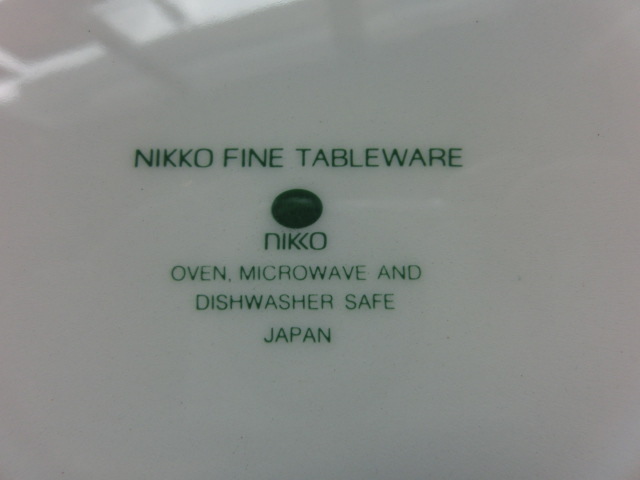 NIKKO FINE TABLEWARE
NIKKO
OVEN, MICROWAVE AND
DISHWASHER SAFE
JAPAN